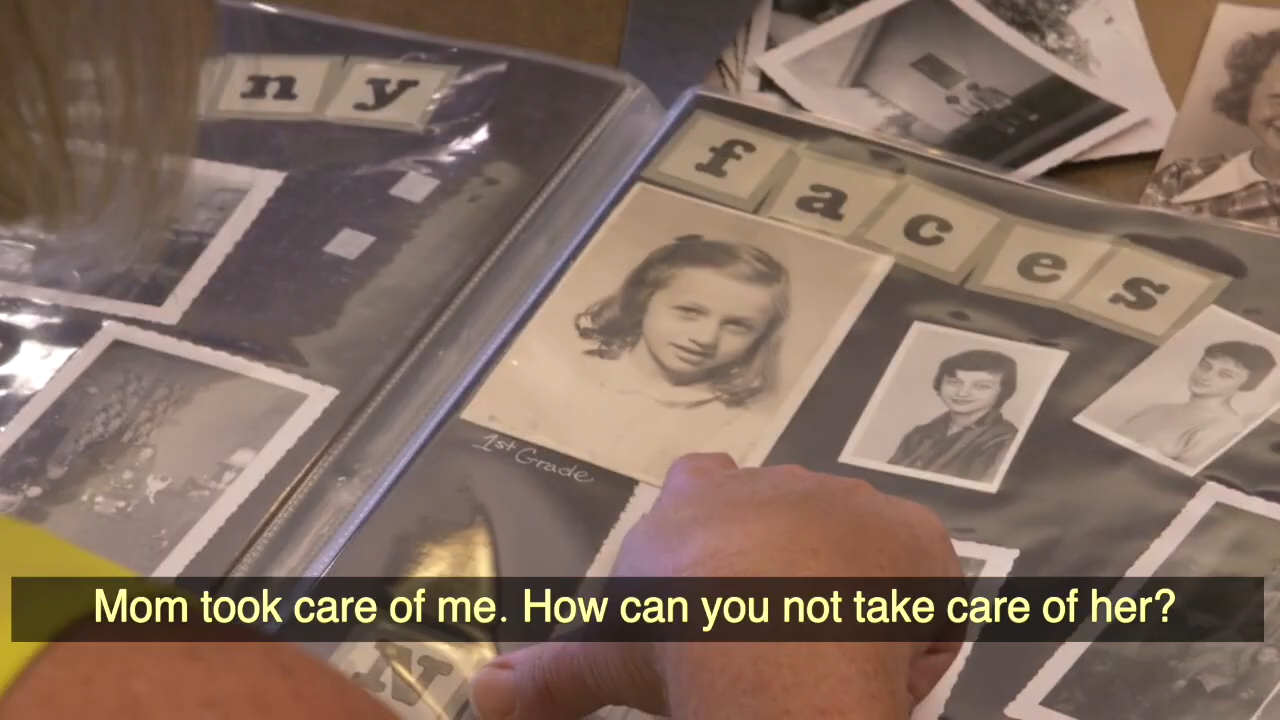 ny
faces
1st Grade
N
Mom took care of me. How can you not take care of her?